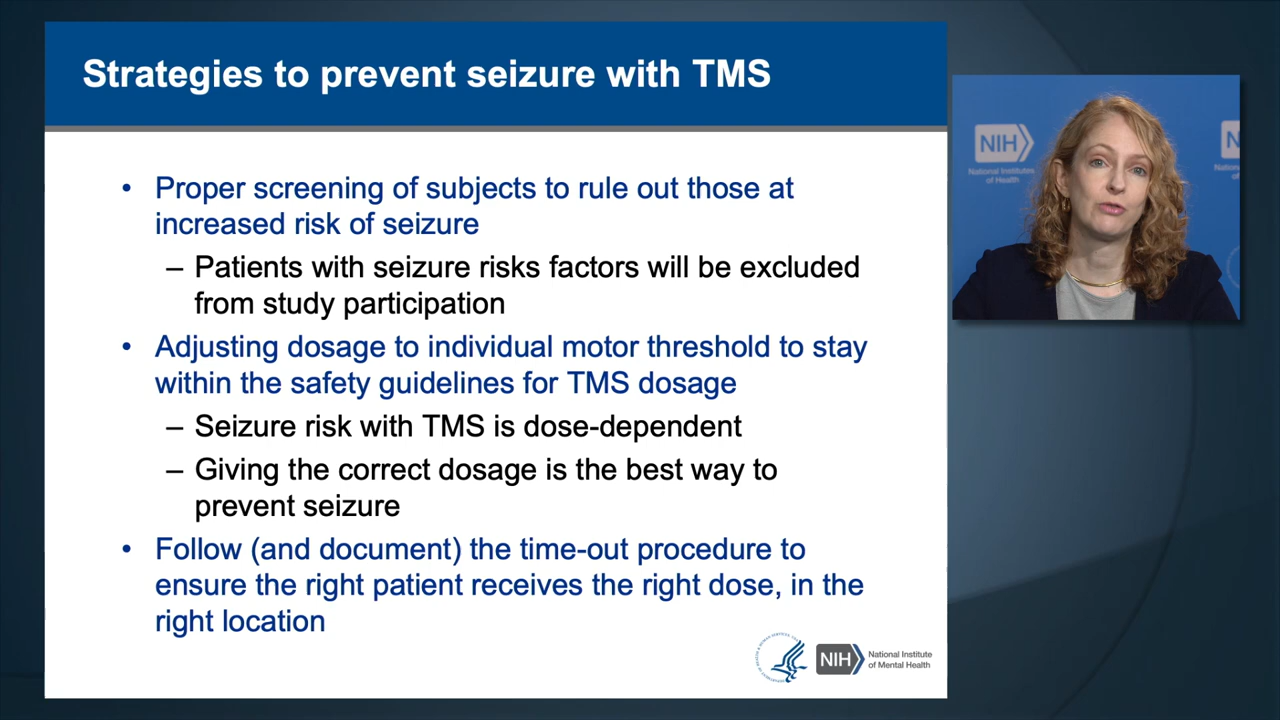 Strategies to prevent seizure with TMS
• Proper screening of subjects to rule out those at
increased risk of seizure
– Patients with seizure risks factors will be excluded
from study participation
• Adjusting dosage to individual motor threshold to stay
within the safety guidelines for TMS dosage
– Seizure risk with TMS is dose-dependent
– Giving the correct dosage is the best way to
prevent seizure
• Follow (and document) the time-out procedure to
ensure the right patient receives the right dose, in the
right location
NIH
National Institute
of Mental Health
NIH
National Institutes
of Health